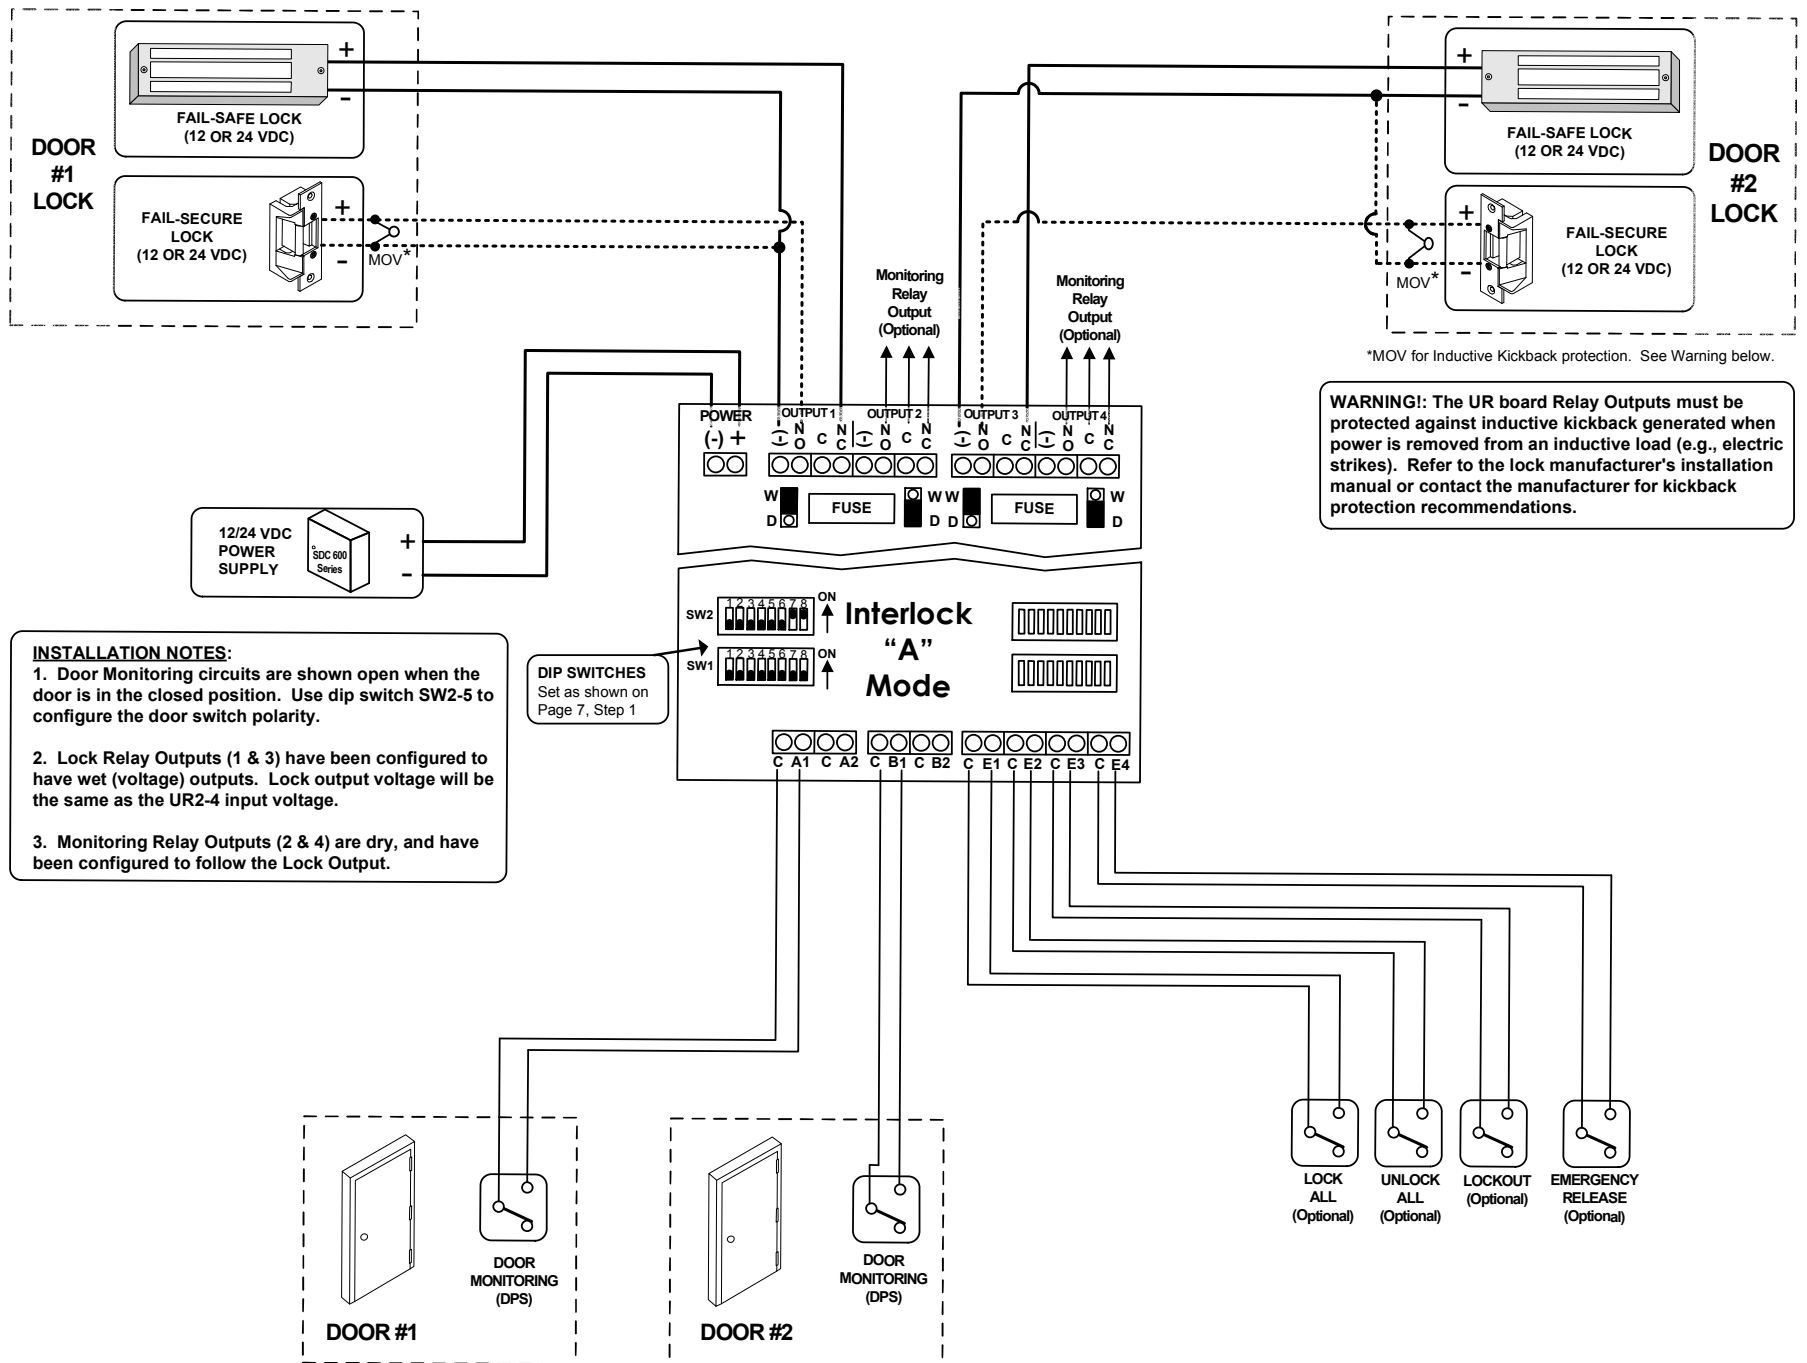 DOOR
#1
LOCK
+
-
FAIL-SAFE LOCK
(12 OR 24 VDC)
FAIL-SECURE
LOCK
(12 OR 24 VDC)
+
-
MOV*
DOOR
#2
LOCK
+
-
FAIL-SAFE LOCK
(12 OR 24 VDC)
FAIL-SECURE
LOCK
(12 OR 24 VDC)
+
-
MOV*
*MOV for Inductive Kickback protection. See Warning below.
WARNING!: The UR board Relay Outputs must be
protected against inductive kickback generated when
power is removed from an inductive load (e.g., electric
strikes). Refer to the lock manufacturer's installation
manual or contact the manufacturer for kickback
protection recommendations.
Monitoring
Relay
Output
(Optional)
Monitoring
Relay
Output
(Optional)
POWER
(-) +
OUTPUT 1
(-) NO C NC
OUTPUT 2
(-) NO C NC
OUTPUT 3
(-) NO C NC
OUTPUT 4
(-) NO C NC
W
D
FUSE
W
D
W
D
FUSE
W
D
12/24 VDC
POWER
SUPPLY
SDC 600
Series
+
-
SW2
1 2 3 4 5 6 7 8
ON
SW1
1 2 3 4 5 6 7 8
ON
Interlock
“A”
Mode
DIP SWITCHES
Set as shown on
Page 7, Step 1
INSTALLATION NOTES:
1. Door Monitoring circuits are shown open when the
door is in the closed position. Use dip switch SW2-5 to
configure the door switch polarity.
2. Lock Relay Outputs (1 & 3) have been configured to
have wet (voltage) outputs. Lock output voltage will be
the same as the UR2-4 input voltage.
3. Monitoring Relay Outputs (2 & 4) are dry, and have
been configured to follow the Lock Output.
C A1 C A2
C B1 C B2
C E1 C E2 C E3 C E4
DOOR
MONITORING
(DPS)
DOOR #1
DOOR
MONITORING
(DPS)
DOOR #2
LOCK
ALL
(Optional)
UNLOCK
ALL
(Optional)
LOCKOUT
(Optional)
EMERGENCY
RELEASE
(Optional)